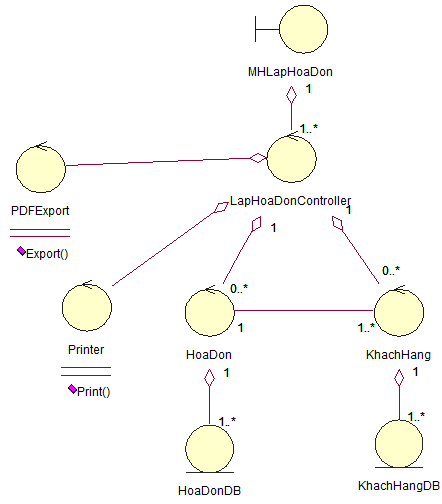 MHLapHoaDon
1
1..*
LapHoaDonController
PDFExport
Export()
1
1
0..*
0..*
Printer
Print()
HoaDon
1
1..*
KhachHang
1
1
1..*
1..*
HoaDonDB
KhachHangDB